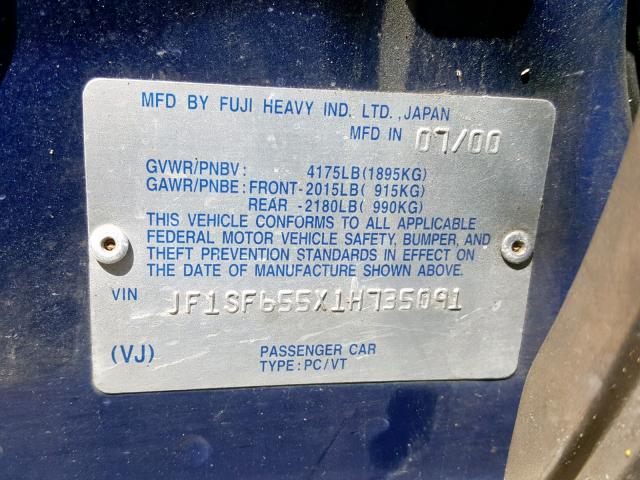 MFD BY FUJI HEAVY IND. LTD., JAPAN
MFD IN 07/00
GVWR/PNBV: 4175LB(1895KG)
GAWR/PNBE: FRONT-2015LB( 915KG)
REAR -2180LB( 990KG)
THIS VEHICLE CONFORMS TO ALL APPLICABLE
FEDERAL MOTOR VEHICLE SAFETY, BUMPER, AND
THEFT PREVENTION STANDARDS IN EFFECT ON
THE DATE OF MANUFACTURE SHOWN ABOVE.
VIN JF1SF655X1H735091
(VJ) PASSENGER CAR
TYPE: PC/VT